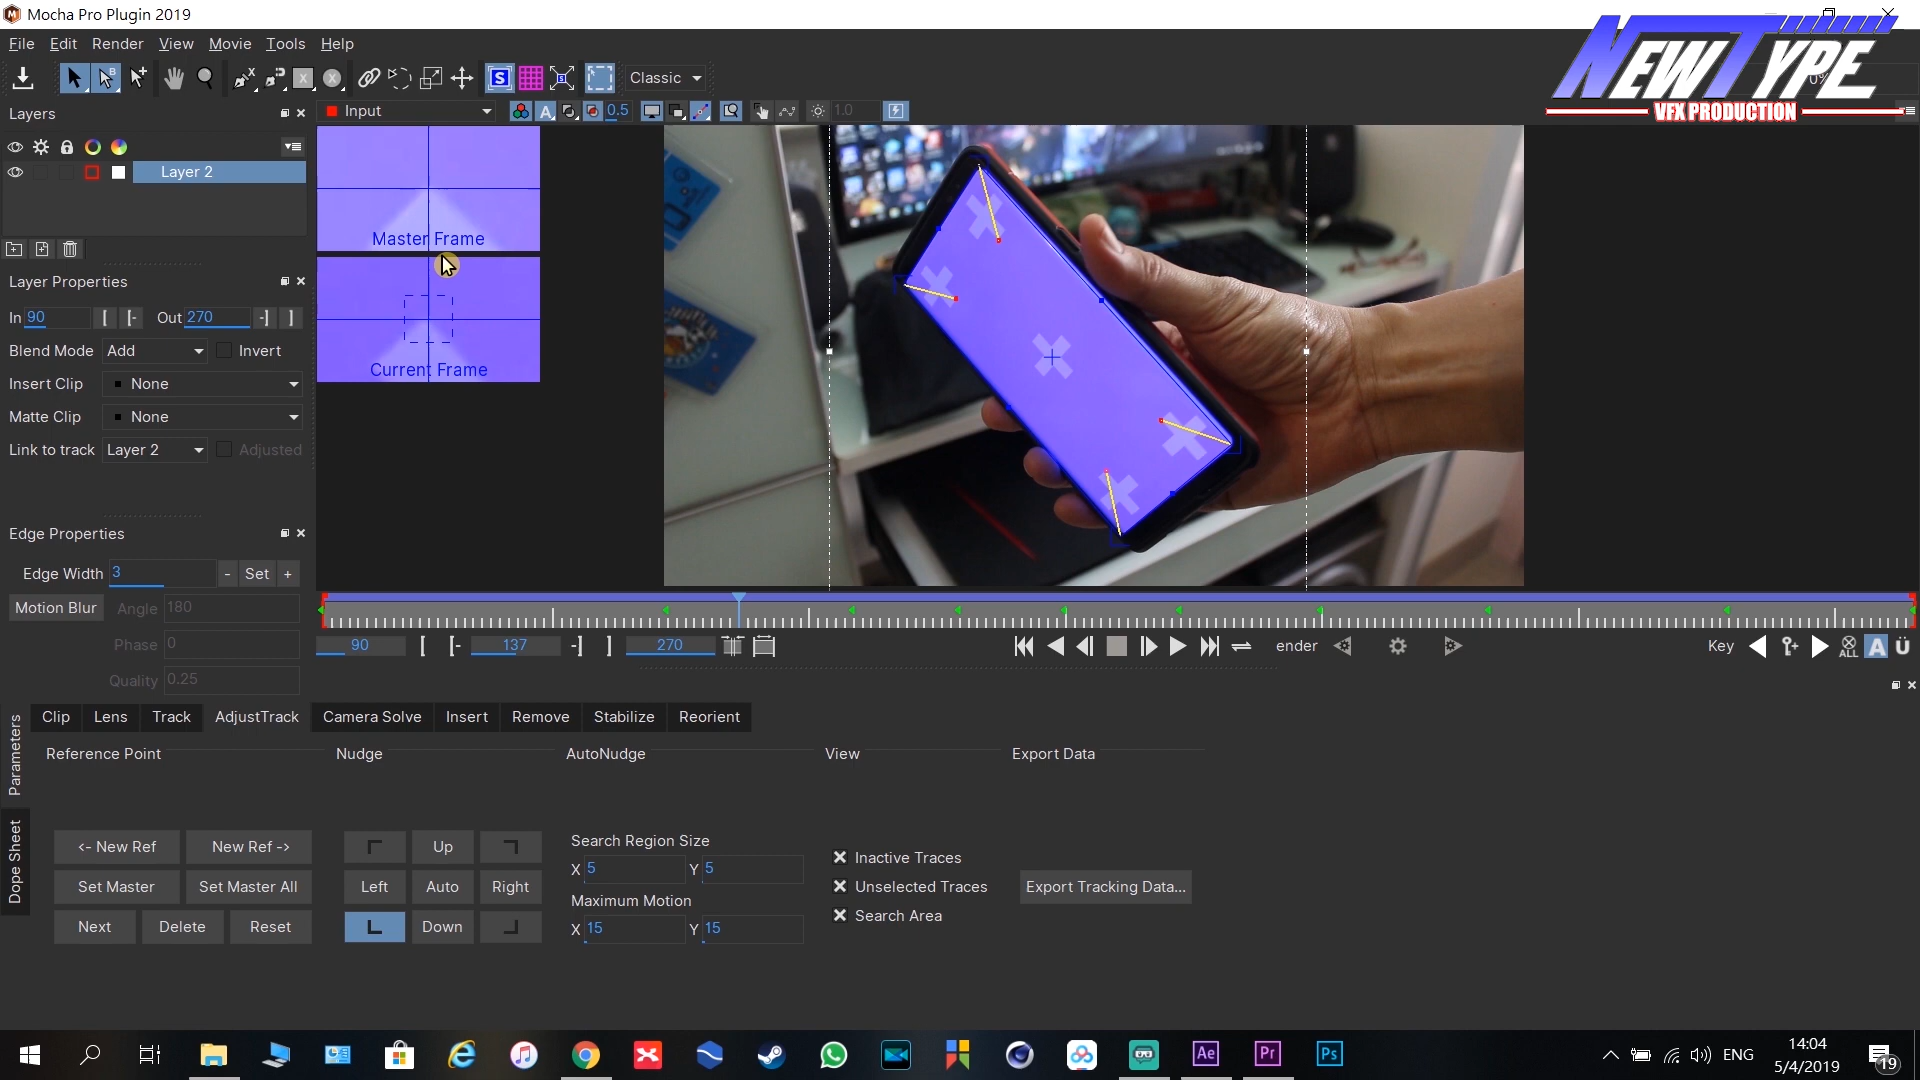 Mocha Pro Plugin 2019
File Edit Render View Movie Tools Help
Classic
NEWTYPE
VFX PRODUCTION
Layers
Input
0.5
1.0
Layer 2
Master Frame
Current Frame
Layer Properties
In 90 Out 270
Blend Mode Add Invert
Insert Clip None
Matte Clip None
Link to track Layer 2 Adjusted
Edge Properties
Edge Width 3 - Set +
Motion Blur Angle 180
Phase 0
Quality 0.25
90 137 270
ender
Key
ALL
A
Clip Lens Track AdjustTrack Camera Solve Insert Remove Stabilize Reorient
Parameters
Dope Sheet
Reference Point Nudge AutoNudge View Export Data
<- New Ref New Ref ->
Set Master Set Master All
Next Delete Reset
Up
Left Auto Right
Down
Search Region Size
X 5 Y 5
Maximum Motion
X 15 Y 15
Inactive Traces
Unselected Traces
Search Area
Export Tracking Data...
Ae Pr Ps
ENG
14:04
5/4/2019
19